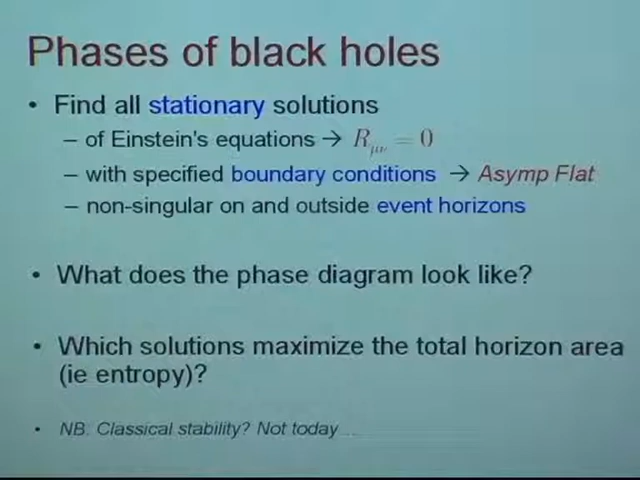 Phases of black holes
• Find all stationary solutions
– of Einstein's equations → R_{μν} = 0
– with specified boundary conditions → Asymp Flat
– non-singular on and outside event horizons
• What does the phase diagram look like?
• Which solutions maximize the total horizon area
(ie entropy)?
• NB: Classical stability? Not today...